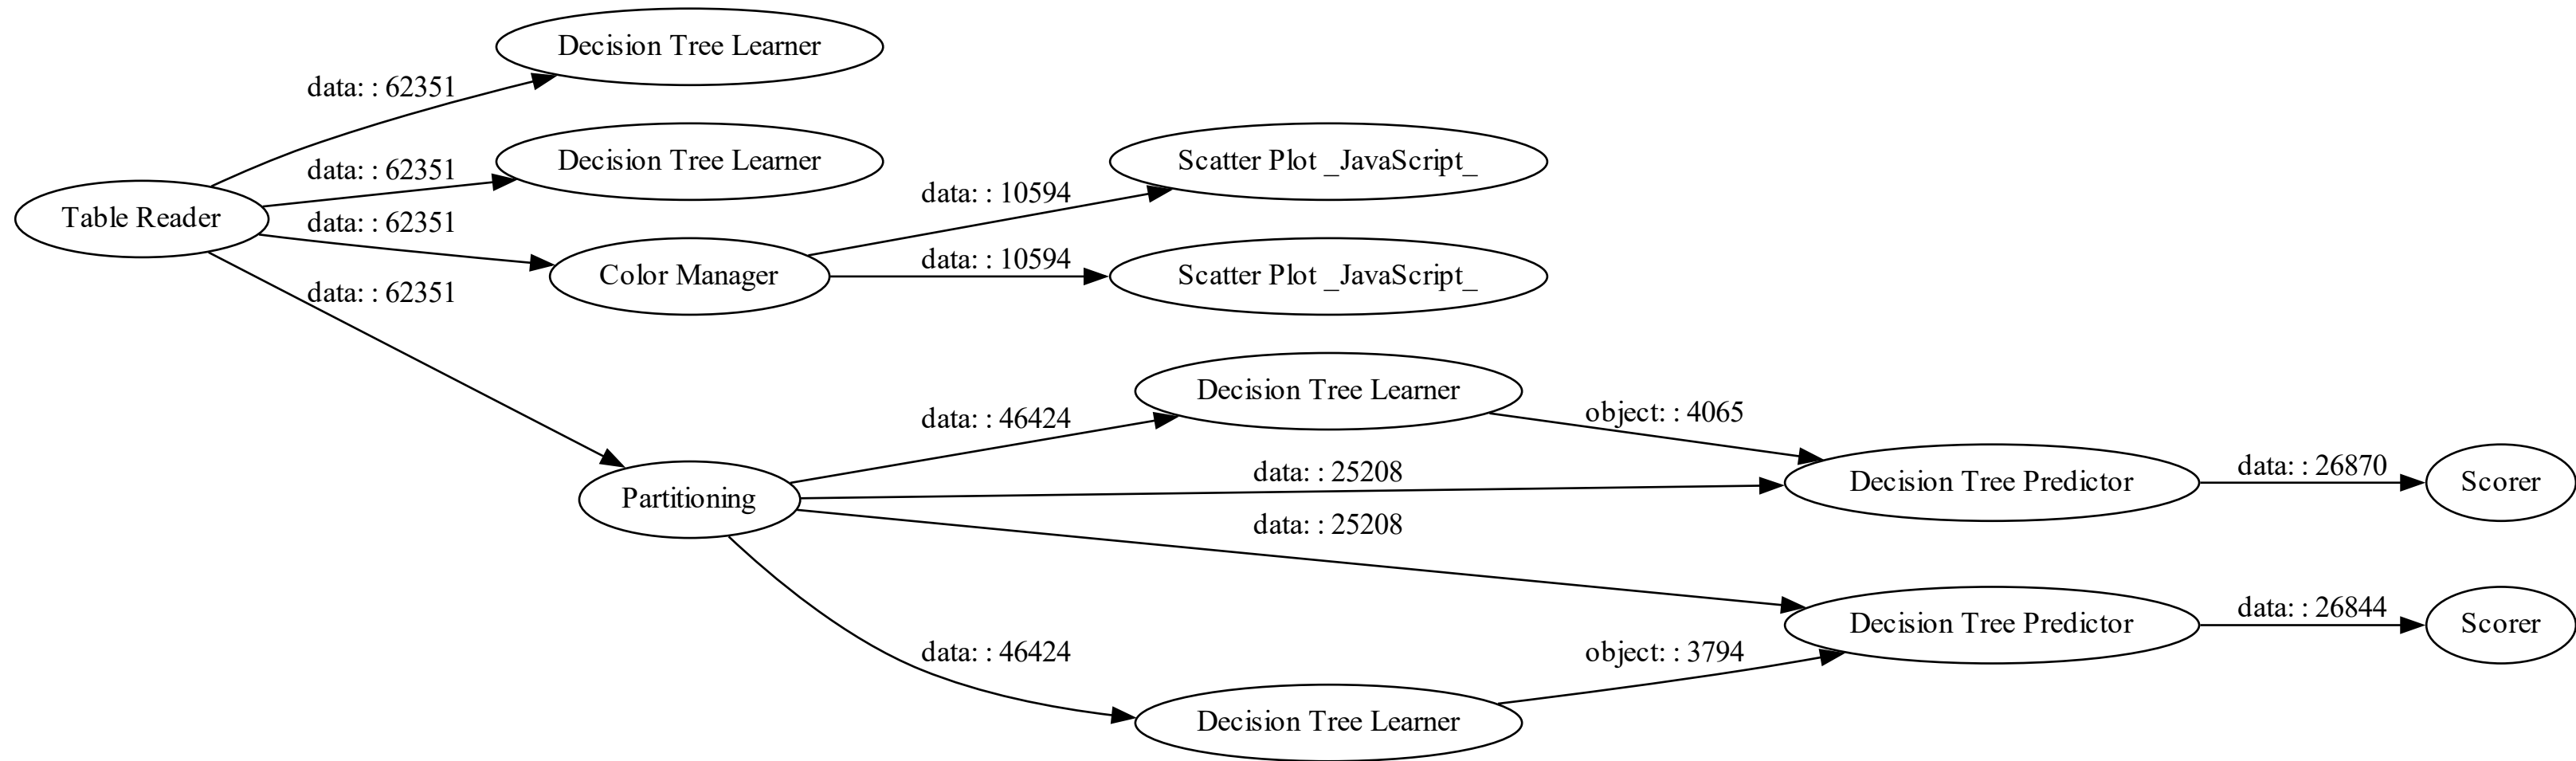 Decision Tree Learner
data: : 62351
Decision Tree Learner
Scatter Plot _JavaScript_
data: : 62351
data: : 10594
Table Reader
data: : 62351
data: : 10594
Color Manager
Scatter Plot _JavaScript_
data: : 62351
Decision Tree Learner
data: : 46424
object: : 4065
data: : 25208
data: : 26870
Decision Tree Predictor
Scorer
Partitioning
data: : 25208
data: : 26844
Decision Tree Predictor
Scorer
data: : 46424
object: : 3794
Decision Tree Learner